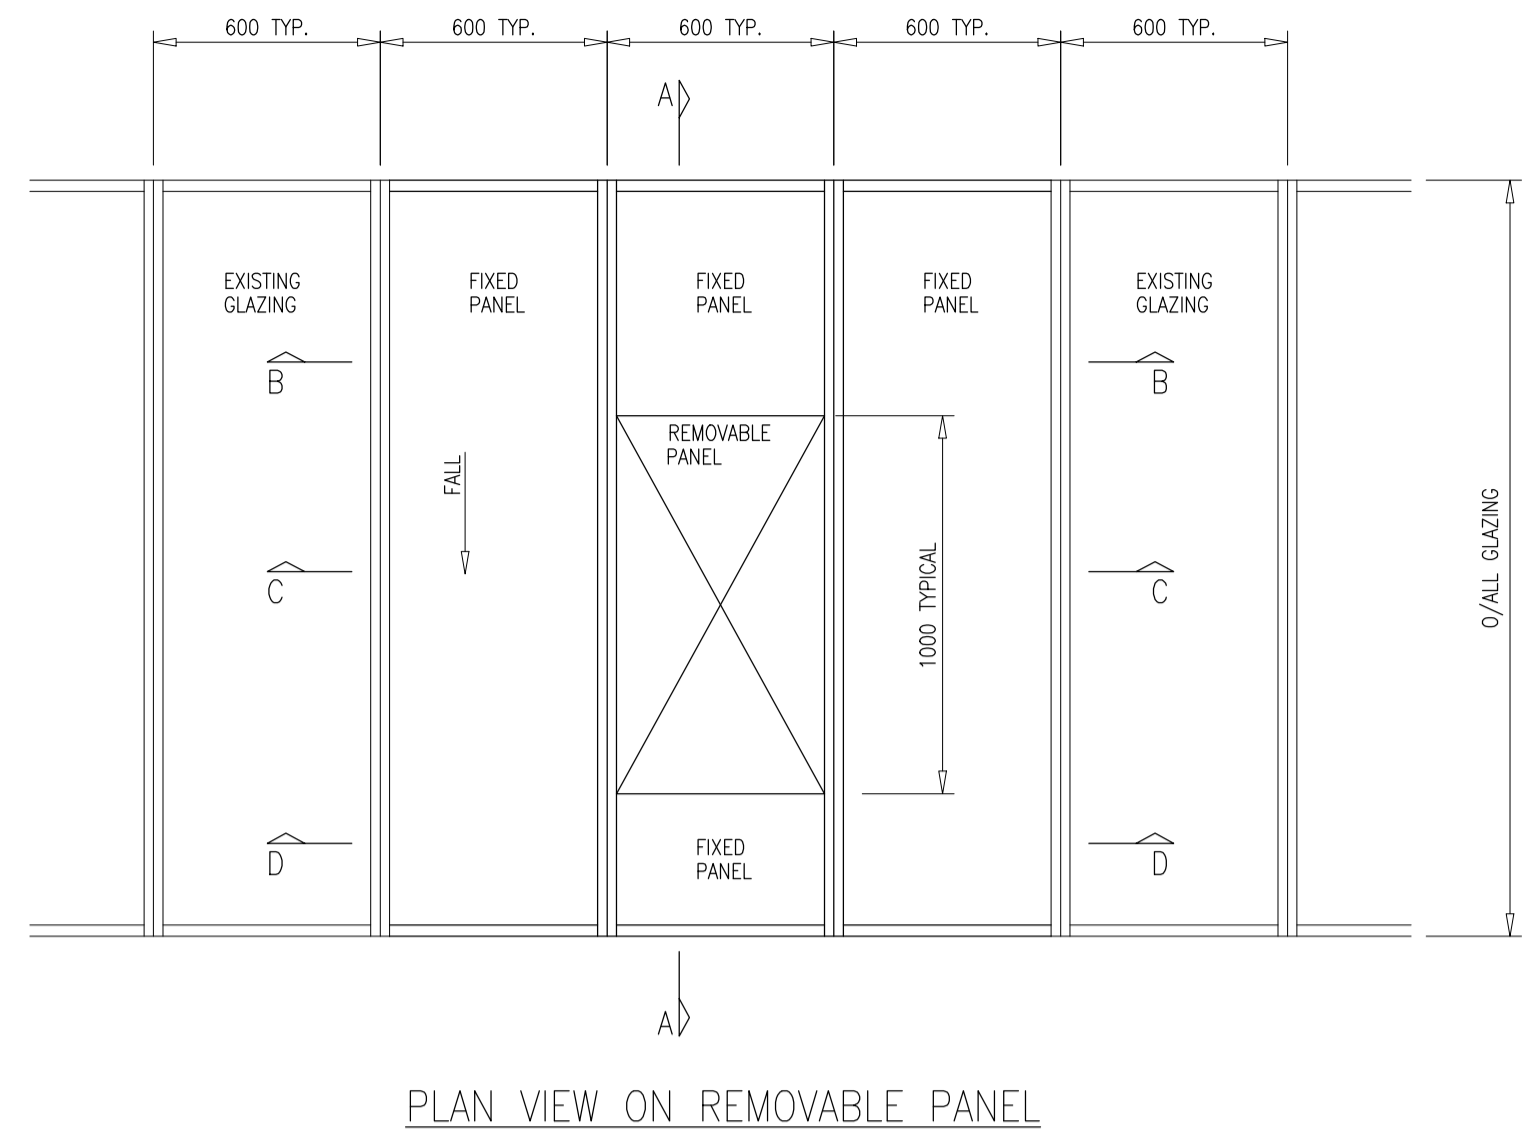 600 TYP.
600 TYP.
600 TYP.
600 TYP.
600 TYP.
A
EXISTING
GLAZING
FIXED
PANEL
FIXED
PANEL
FIXED
PANEL
EXISTING
GLAZING
B
B
REMOVABLE
PANEL
FALL
C
C
1000 TYPICAL
O/ALL GLAZING
D
D
FIXED
PANEL
A
PLAN VIEW ON REMOVABLE PANEL